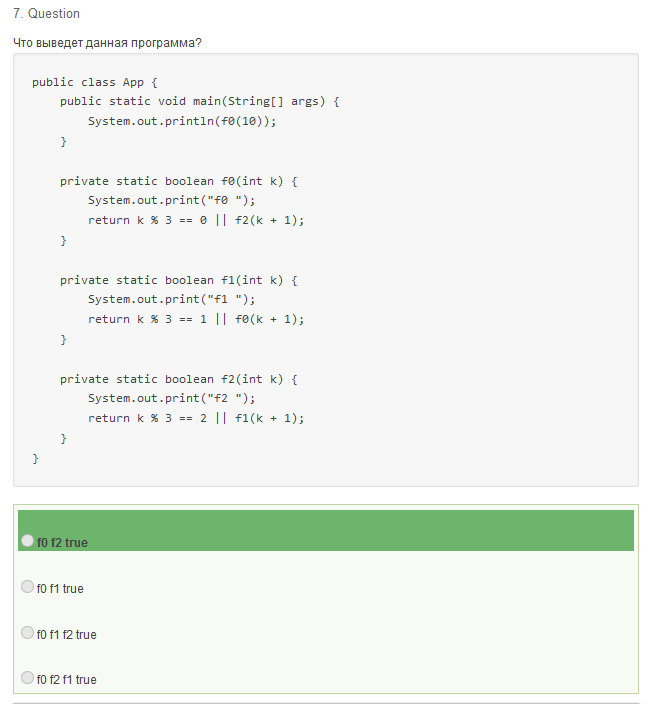 7. Question
Что выведет данная программа?
public class App {
    public static void main(String[] args) {
        System.out.println(f0(10));
    }

    private static boolean f0(int k) {
        System.out.print("f0 ");
        return k % 3 == 0 || f2(k + 1);
    }

    private static boolean f1(int k) {
        System.out.print("f1 ");
        return k % 3 == 1 || f0(k + 1);
    }

    private static boolean f2(int k) {
        System.out.print("f2 ");
        return k % 3 == 2 || f1(k + 1);
    }
}
f0 f2 true
f0 f1 true
f0 f1 f2 true
f0 f2 f1 true